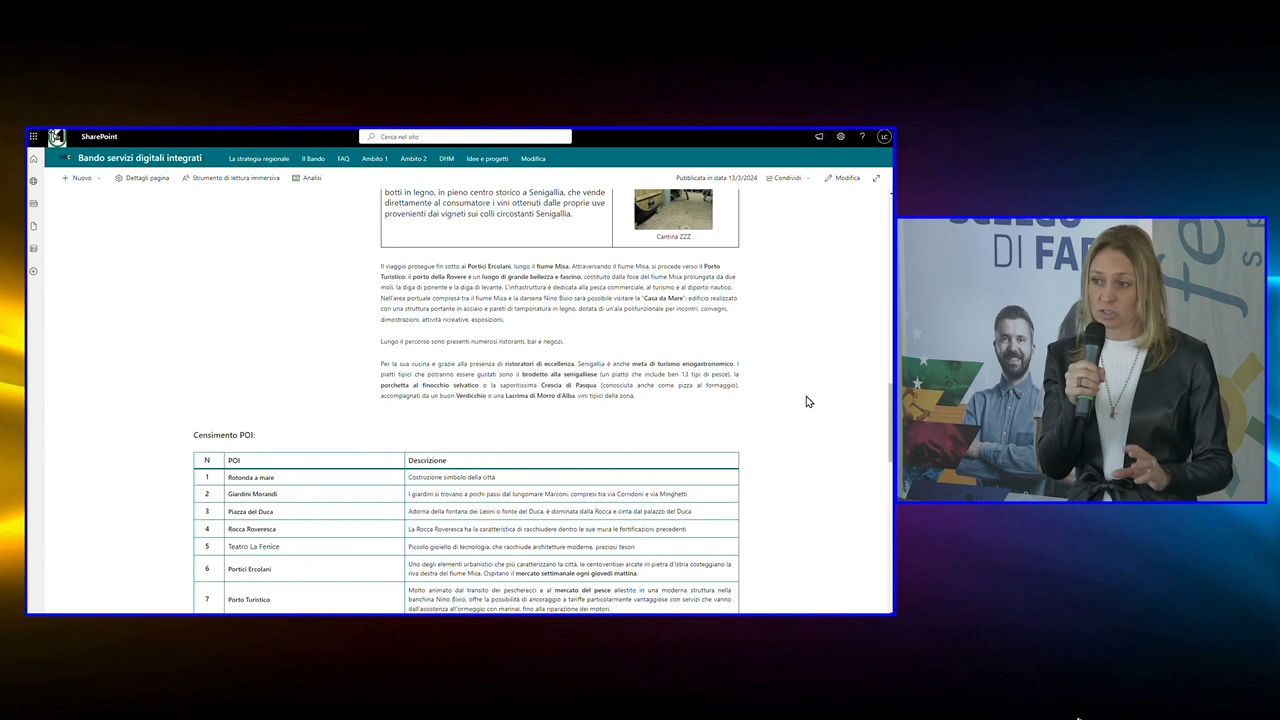 SharePoint
Cerca nel sito
LC
Bando servizi digitali integrati
La strategia regionale
Il Bando
FAQ
Ambito 1
Ambito 2
DHM
Idee e progetti
Modifica
Nuovo
Dettagli pagina
Strumento di lettura immersiva
Analisi
Pubblicata in data 13/3/2024
Condividi
Modifica
botti in legno, in pieno centro storico a Senigallia, che vende
direttamente al consumatore i vini ottenuti dalle proprie uve
provenienti dai vigneti sui colli circostanti Senigallia.
Cantina ZZZ
Il viaggio prosegue fin sotto ai Portici Ercolani, lungo il fiume Misa. Attraversando il fiume Misa, si procede verso il Porto
Turistico: il porto della Rovere è un luogo di grande bellezza e fascino, costituito dalla foce del fiume Misa prolungata da due
moli, la diga di ponente e la diga di levante. L'infrastruttura è dedicata alla pesca commerciale, al turismo e al diporto nautico.
Nell'area portuale compresa tra il fiume Misa e la darsena Nino Bixio sarà possibile visitare la "Casa da Mare": edificio realizzato
con una struttura portante in acciaio e pareti di tamponatura in legno, dotata di un'ala polifunzionale per incontri, convegni,
dimostrazioni, attività ricreative, esposizioni.
Lungo il percorso sono presenti numerosi ristoranti, bar e negozi.
Per la sua cucina e grazie alla presenza di ristoratori di eccellenza, Senigallia è anche meta di turismo enogastronomico. I
piatti tipici che potranno essere gustati sono il brodetto alla senigalliese (un piatto che include ben 13 tipi di pesce), la
porchetta al finocchio selvatico o la saporitissima Crescia di Pasqua (conosciuta anche come pizza al formaggio),
accompagnati da un buon Verdicchio o una Lacrima di Morro d'Alba, vini tipici della zona.
Censimento POI:
N POI Descrizione
1 Rotonda a mare Costruzione simbolo della città
2 Giardini Morandi I giardini si trovano a pochi passi dal lungomare Marconi, compresi tra via Corridoni e via Minghetti
3 Piazza del Duca Adorna della fontana dei Leoni o fonte del Duca, è dominata dalla Rocca e cinta dal palazzo del Duca
4 Rocca Roveresca La Rocca Roveresca ha la caratteristica di racchiudere dentro le sue mura le fortificazioni precedenti
5 Teatro La Fenice Piccolo gioiello di tecnologia, che racchiude architetture moderne, preziosi tesori
6 Portici Ercolani Uno degli elementi urbanistici che più caratterizzano la città, le centoventisei arcate in pietra d'Istria costeggiano la
riva destra del fiume Misa. Ospitano il mercato settimanale ogni giovedì mattina.
7 Porto Turistico Molto animato dal transito dei pescherecci e al mercato del pesce allestito in una moderna struttura nella
banchina Nino Bixio, offre la possibilità di ancoraggio a tariffe particolarmente vantaggiose con servizi che vanno
dall'assistenza all'ormeggio con marinai, fino alla riparazione dei motori.
DI FA